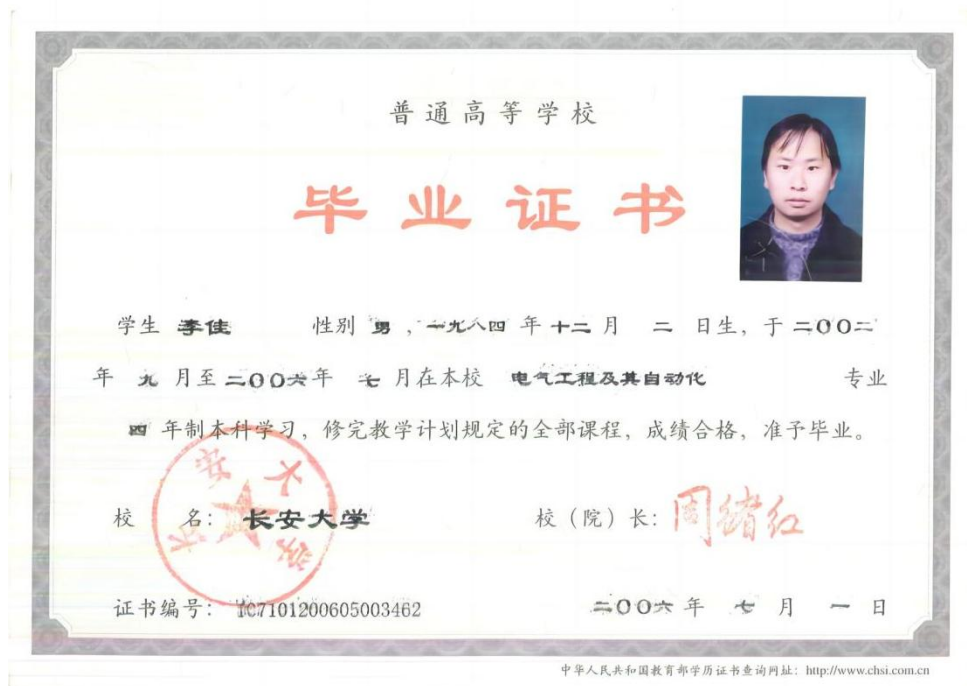 普通高等学校
毕业证书
学生 李佳 性别 男，一九八四 年 十二 月 二 日生，于 二００二
年 九 月至 二００六 年 七 月在本校 电气工程及其自动化 专业
四 年制本科学习，修完教学计划规定的全部课程，成绩合格，准予毕业。
校 名：长安大学 校（院）长：周绪红
长安大学
证书编号：107101200605003462 二００六 年 七 月 一 日
中华人民共和国教育部学历证书查询网址：http://www.chsi.com.cn